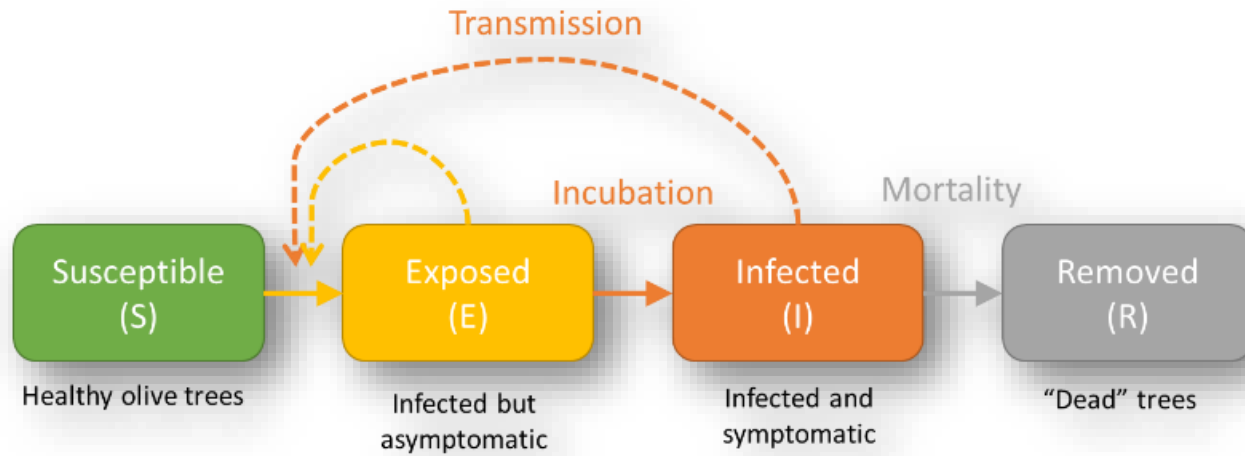 Transmission
Incubation
Mortality
Susceptible
(S)
Exposed
(E)
Infected
(I)
Removed
(R)
Healthy olive trees
Infected but
asymptomatic
Infected and
symptomatic
“Dead” trees